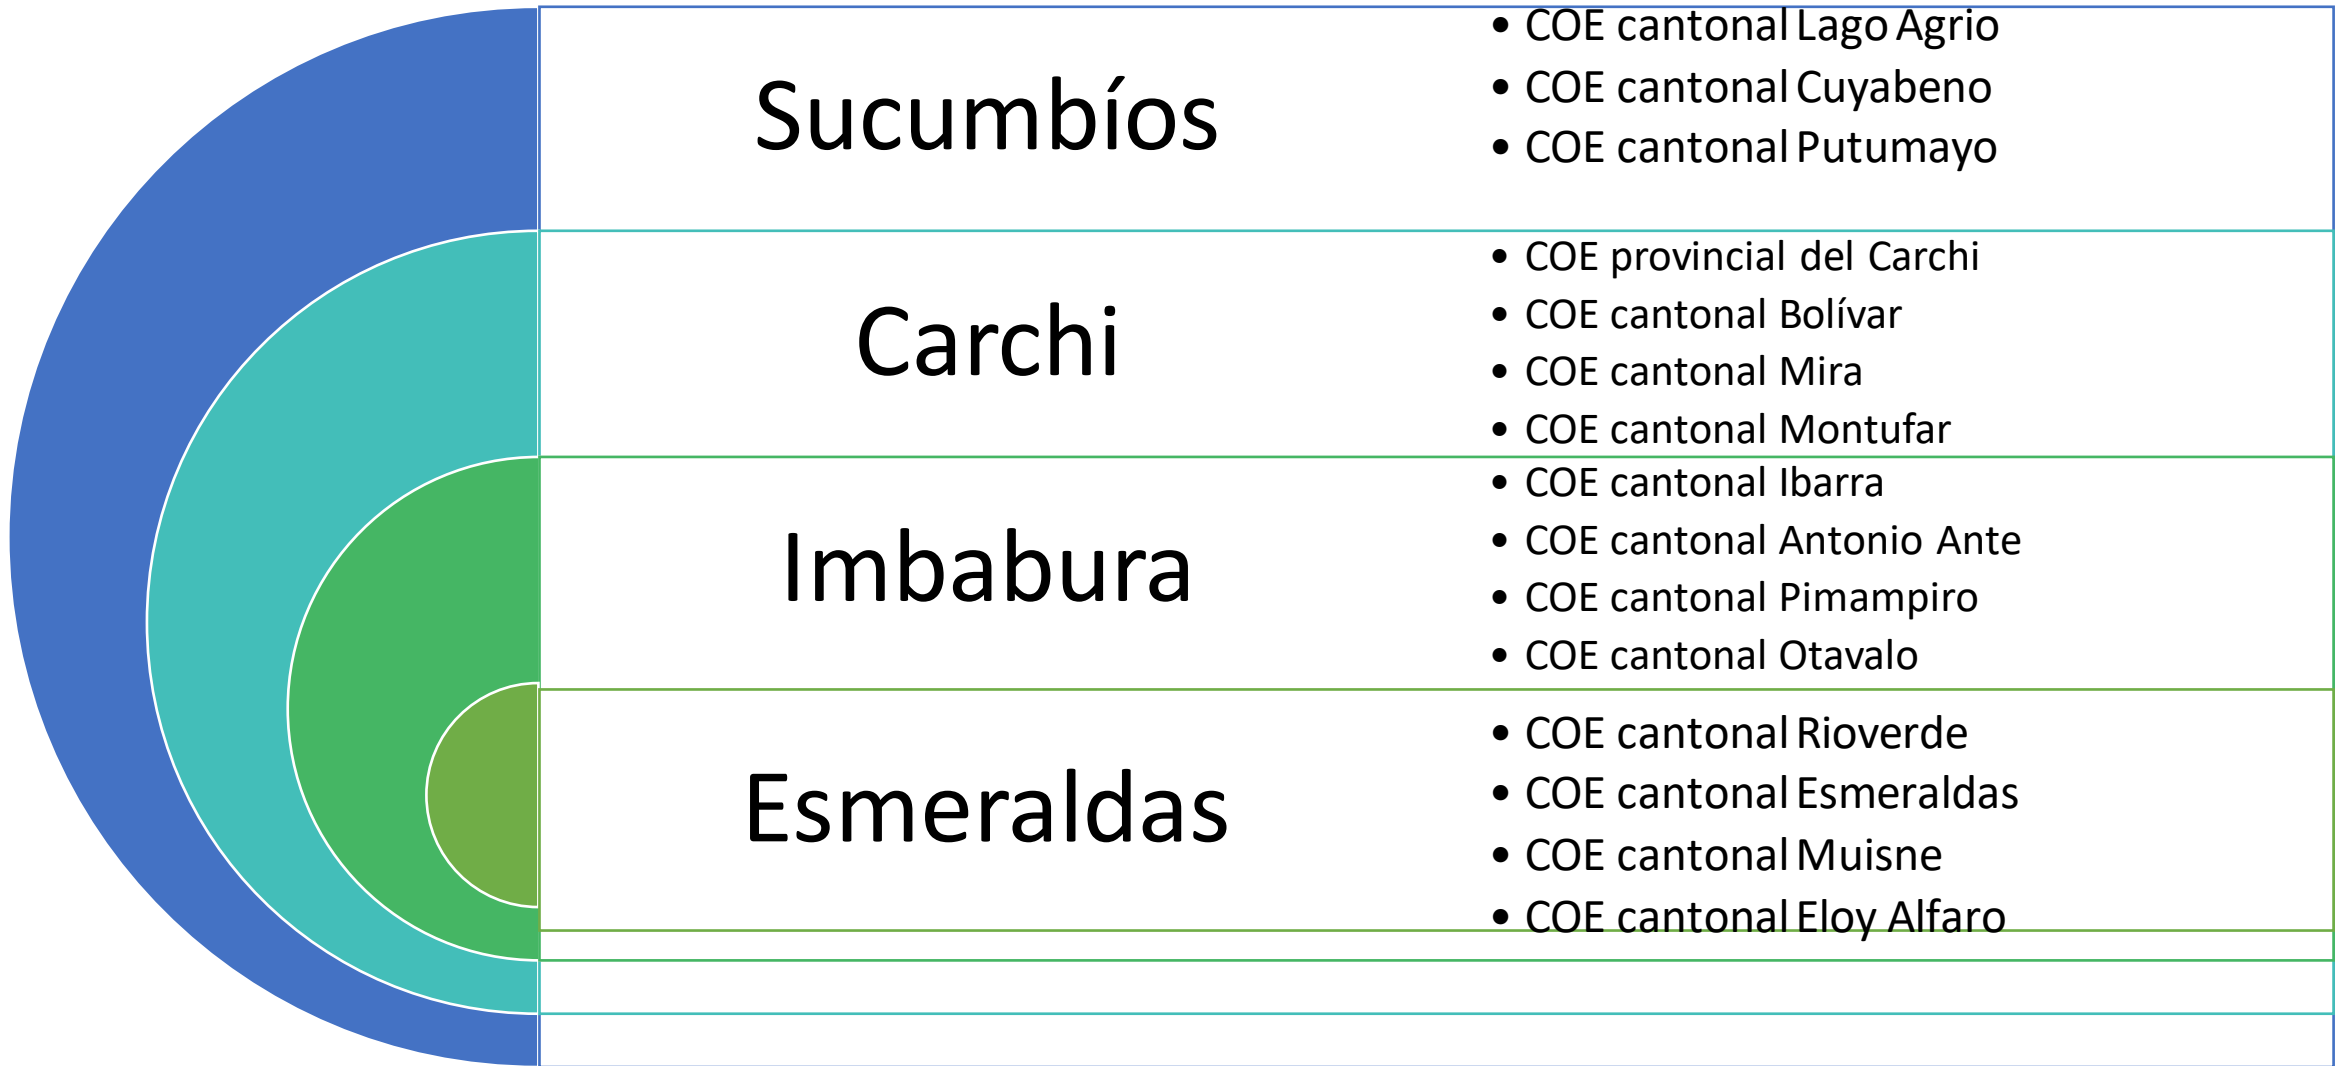 Sucumbíos
• COE cantonal Lago Agrio
• COE cantonal Cuyabeno
• COE cantonal Putumayo
Carchi
• COE provincial del Carchi
• COE cantonal Bolívar
• COE cantonal Mira
• COE cantonal Montufar
Imbabura
• COE cantonal Ibarra
• COE cantonal Antonio Ante
• COE cantonal Pimampiro
• COE cantonal Otavalo
Esmeraldas
• COE cantonal Rioverde
• COE cantonal Esmeraldas
• COE cantonal Muisne
• COE cantonal Eloy Alfaro